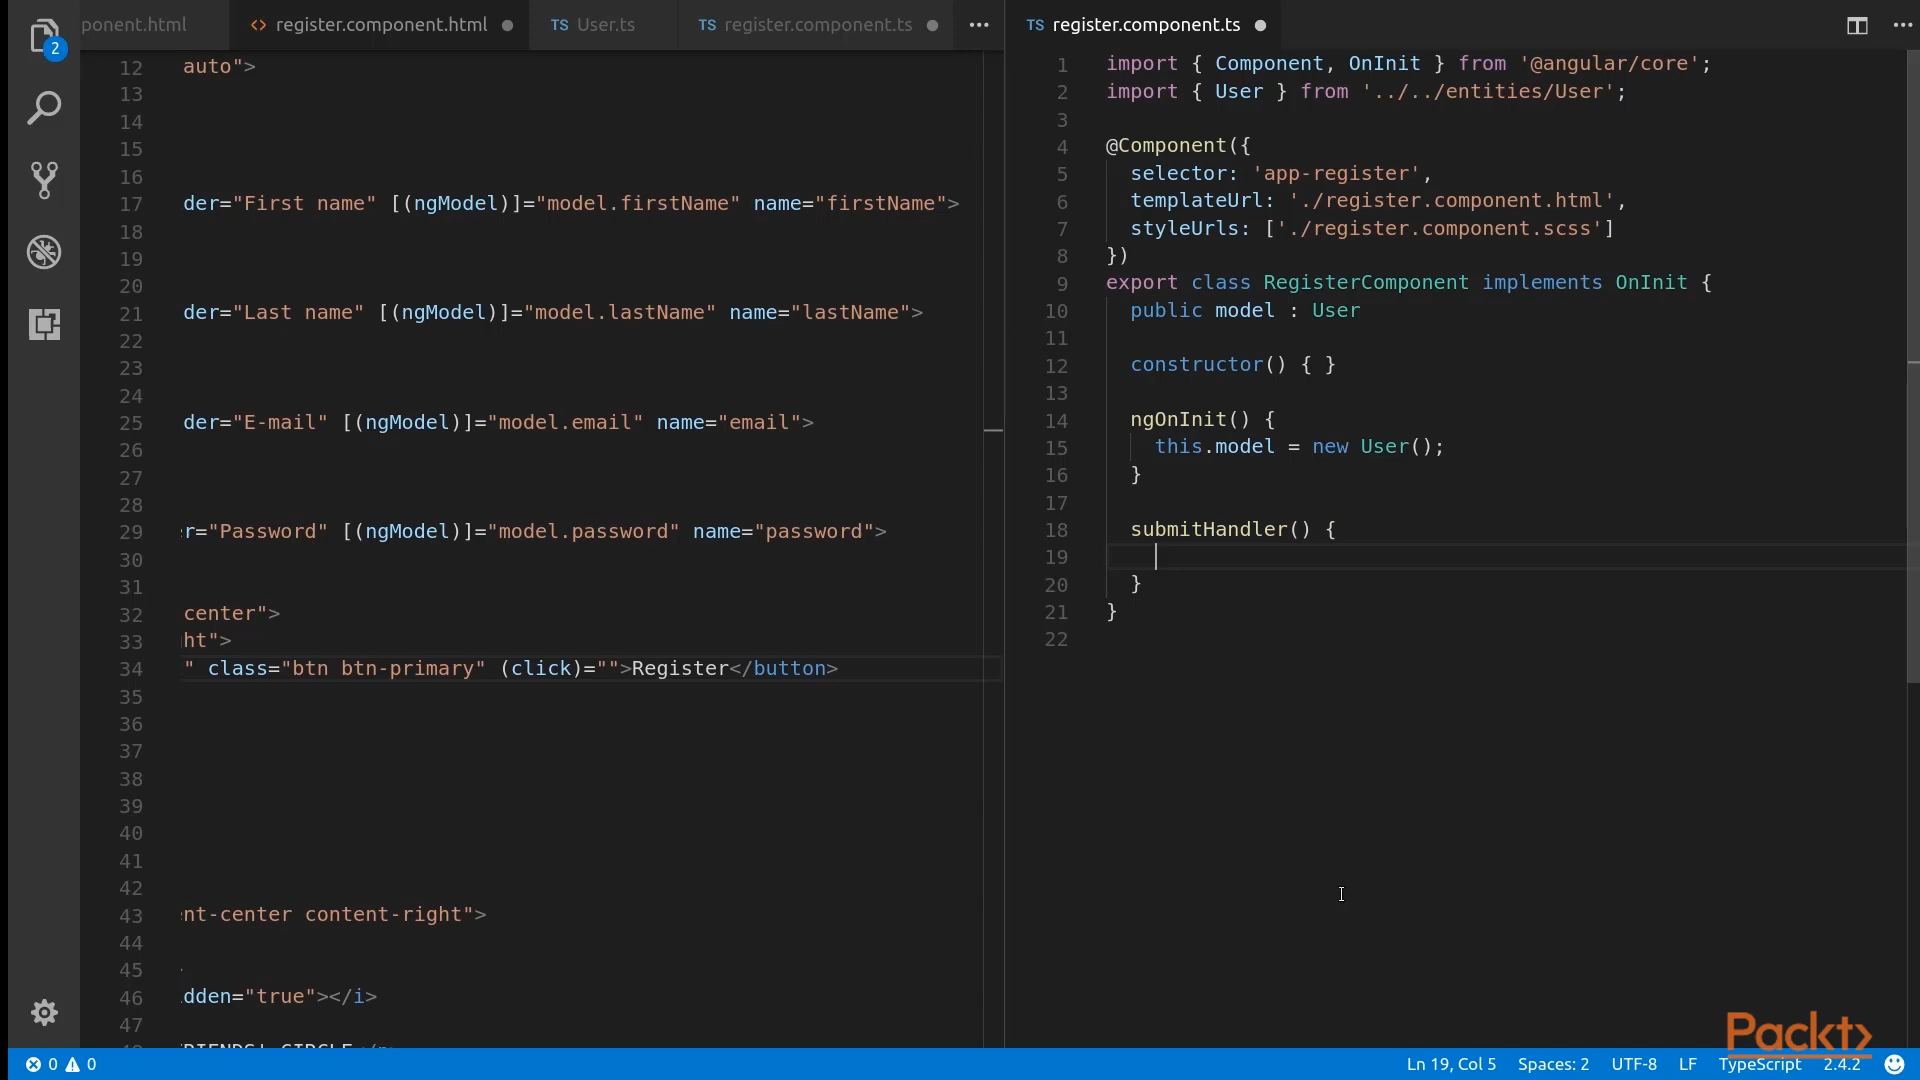 ponent.html
<> register.component.html
TS User.ts
TS register.component.ts
TS register.component.ts
2
12 auto">
13
14
15
16
17 der="First name" [(ngModel)]="model.firstName" name="firstName">
18
19
20
21 der="Last name" [(ngModel)]="model.lastName" name="lastName">
22
23
24
25 der="E-mail" [(ngModel)]="model.email" name="email">
26
27
28
29 r="Password" [(ngModel)]="model.password" name="password">
30
31
32 center">
33 ht">
34 " class="btn btn-primary" (click)="">Register</button>
35
36
37
38
39
40
41
42
43 nt-center content-right">
44
45
46 dden="true"></i>
47
1 import { Component, OnInit } from '@angular/core';
2 import { User } from '../../entities/User';
3
4 @Component({
5 selector: 'app-register',
6 templateUrl: './register.component.html',
7 styleUrls: ['./register.component.scss']
8 })
9 export class RegisterComponent implements OnInit {
10 public model : User
11
12 constructor() { }
13
14 ngOnInit() {
15 this.model = new User();
16 }
17
18 submitHandler() {
19
20 }
21 }
22
Packt>
0 0
Ln 19, Col 5 Spaces: 2 UTF-8 LF TypeScript 2.4.2